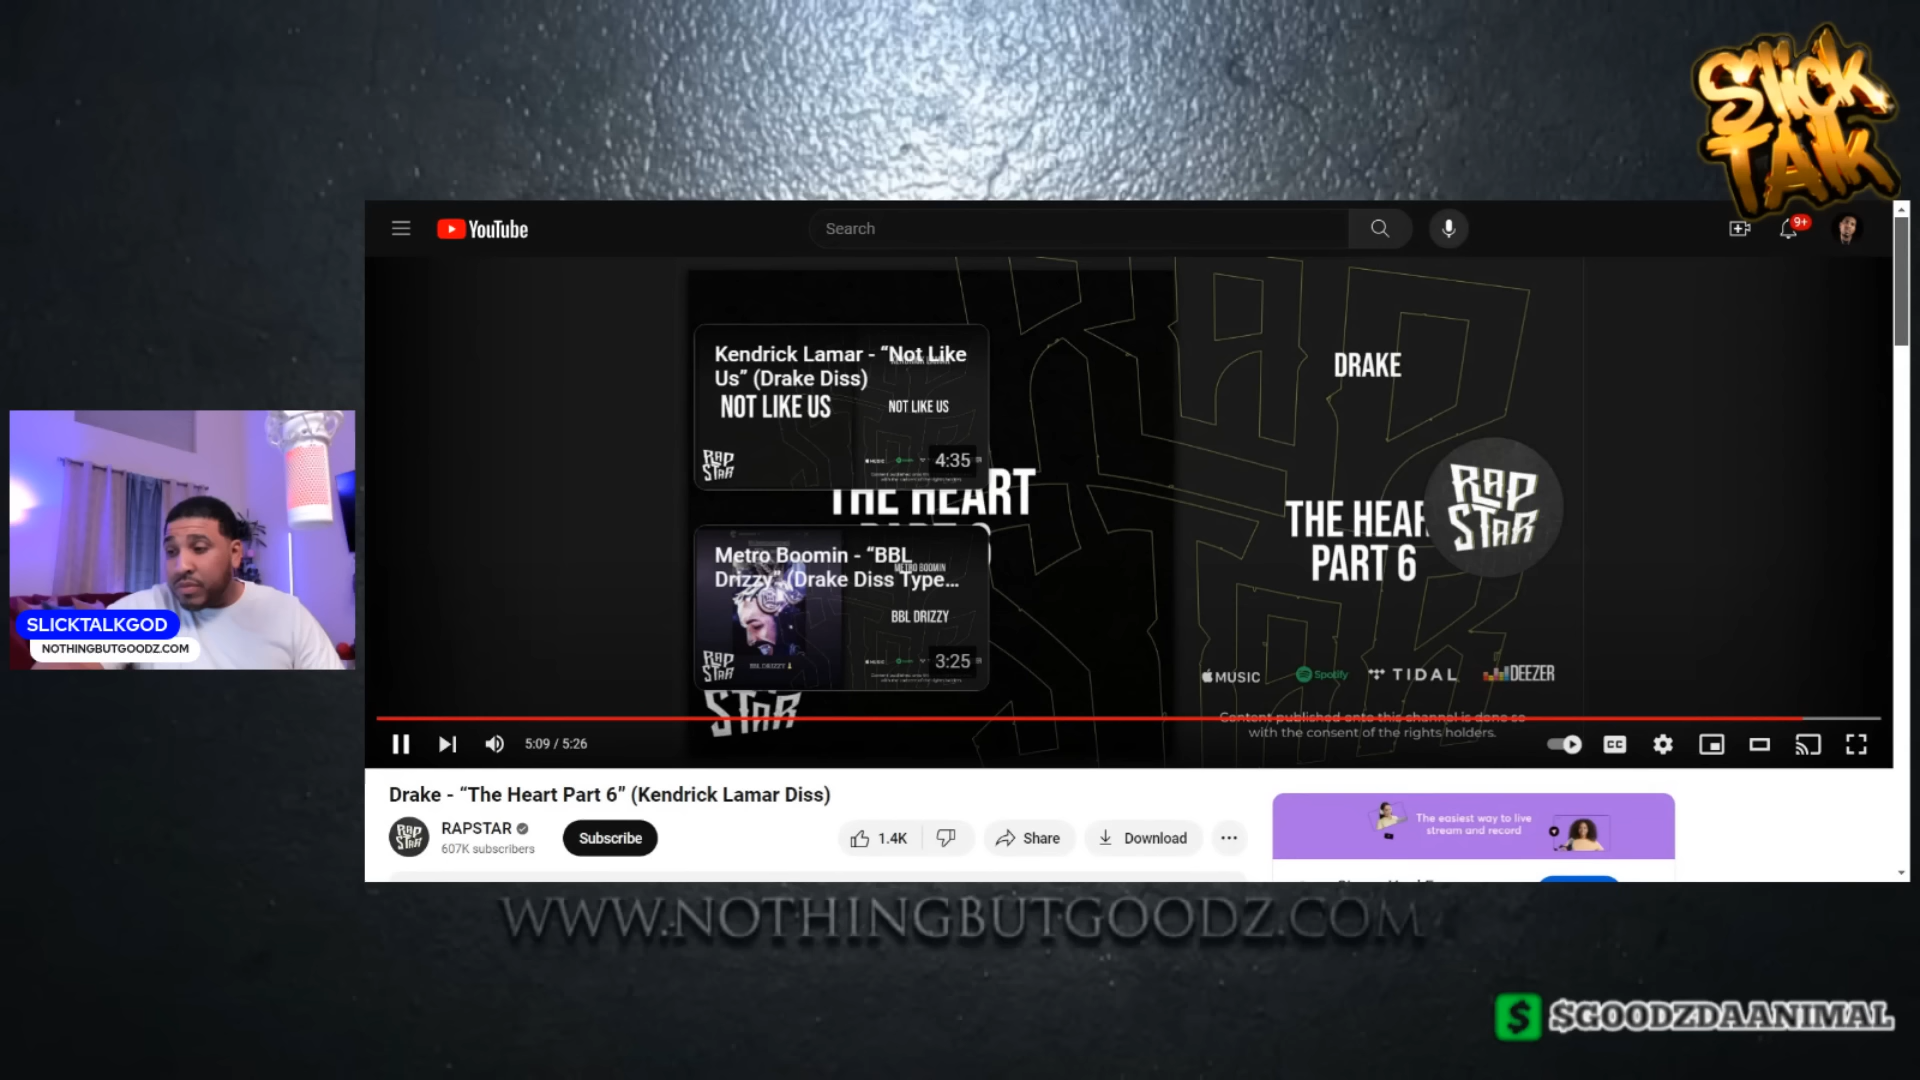 Slick
Talk
YouTube
Search
9+
Kendrick Lamar - “Not Like
Us” (Drake Diss)
NOT LIKE US
NOT LIKE US
RAP
STAR
4:35
THE HEART
Metro Boomin - “BBL
Drizzy” (Drake Diss Type...
METRO BOOMIN
BBL DRIZZY
BBL DRIZZY
RAP
STAR
3:25
STAR
DRAKE
THE HEAR
PART 6
RAP
STAR
MUSIC
Spotify
TIDAL
DEEZER
Content published onto this channel is done so
with the consent of the rights holders.
5:09 / 5:26
CC
SLICKTALKGOD
NOTHINGBUTGOODZ.COM
Drake - “The Heart Part 6” (Kendrick Lamar Diss)
RAPSTAR
607K subscribers
Subscribe
1.4K
Share
Download
The easiest way to live
stream and record
WWW.NOTHINGBUTGOODZ.COM
$ $GOODZDAANIMAL